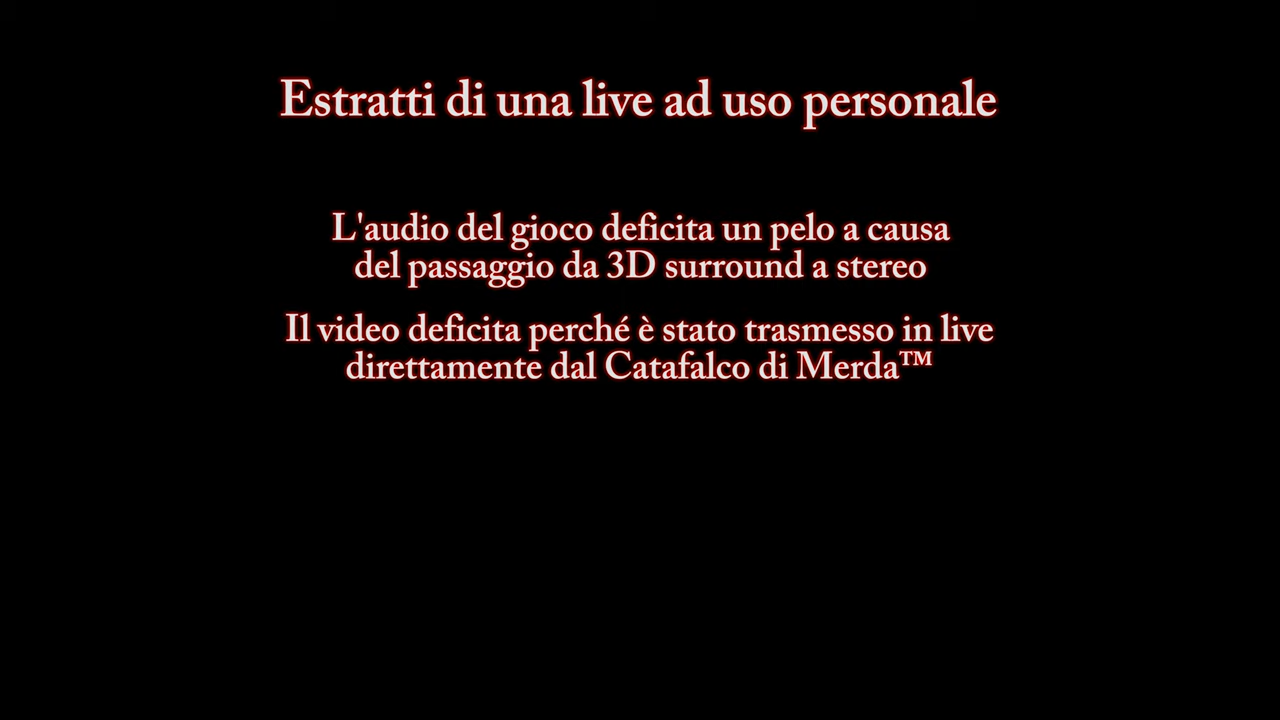 Estratti di una live ad uso personale
L'audio del gioco deficita un pelo a causa
del passaggio da 3D surround a stereo
Il video deficita perché è stato trasmesso in live
direttamente dal Catafalco di Merda™